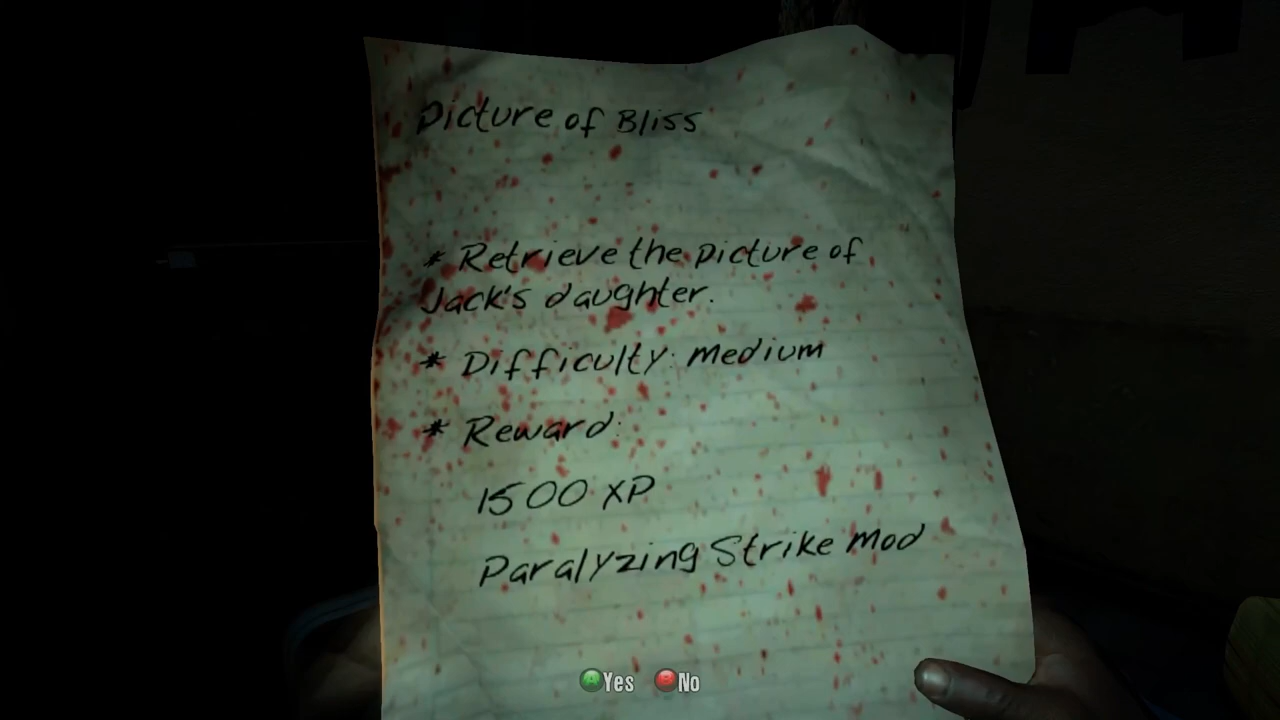 Picture of Bliss
* Retrieve the picture of
Jack's daughter.
* Difficulty: medium
* Reward:
1500 XP
Paralyzing Strike Mod
A Yes B No